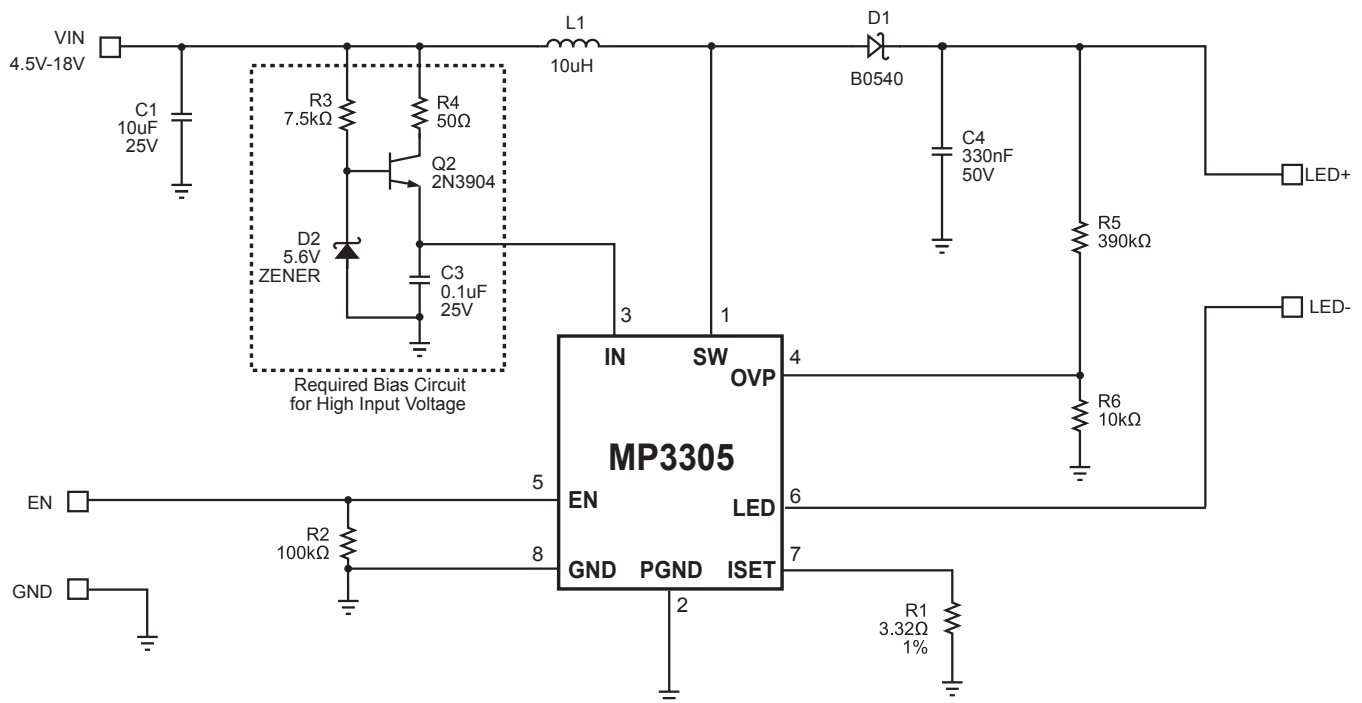 VIN
4.5V-18V
C1
10uF
25V
R3
7.5kΩ
R4
50Ω
Q2
2N3904
D2
5.6V
ZENER
C3
0.1uF
25V
Required Bias Circuit
for High Input Voltage
L1
10uH
D1
B0540
C4
330nF
50V
LED+
R5
390kΩ
LED-
3
1
4
IN
SW
OVP
R6
10kΩ
MP3305
EN
5
EN
LED
6
R2
100kΩ
8
GND
PGND
ISET
7
GND
2
R1
3.32Ω
1%